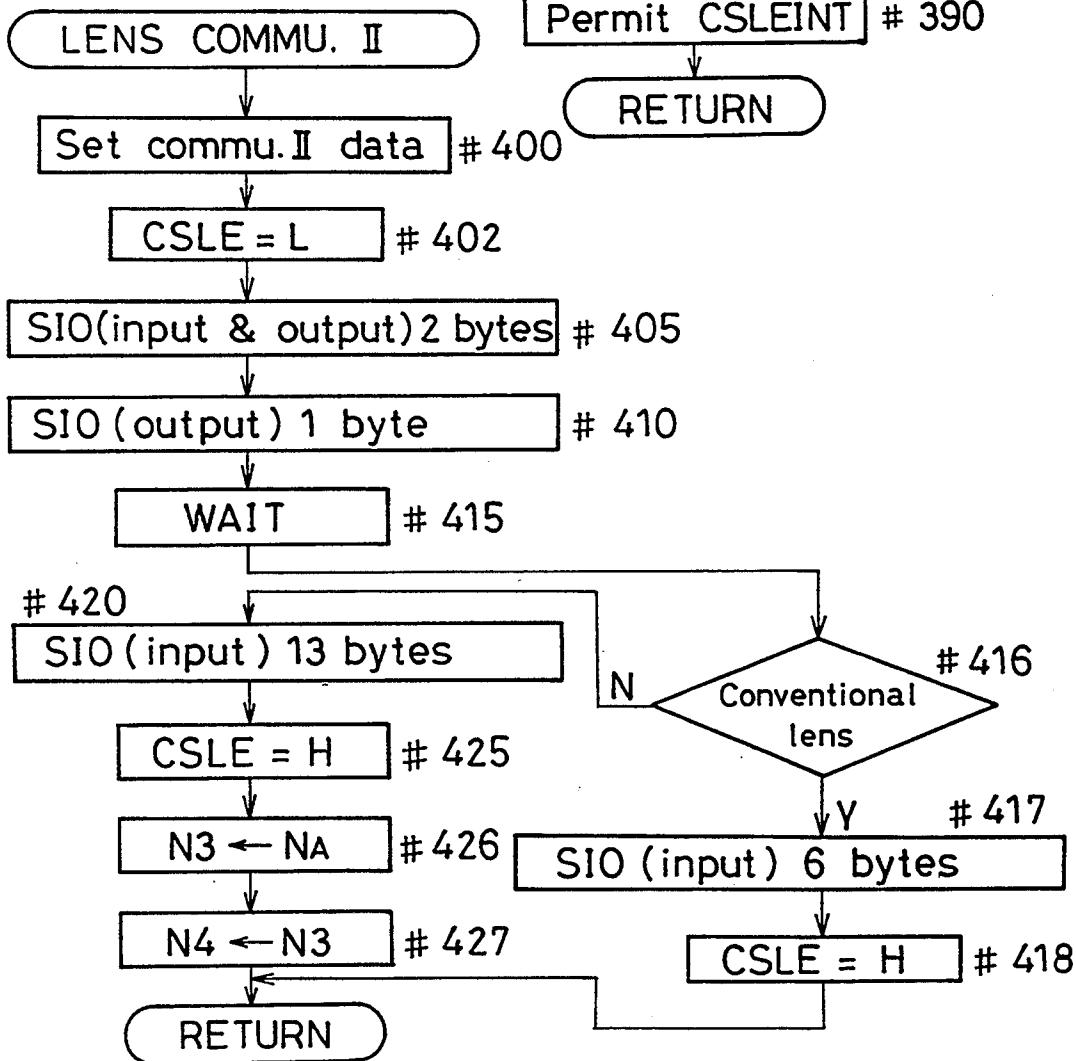 Permit CSLEINT # 390
RETURN
LENS COMMU. II
Set commu. II data # 400
CSLE = L # 402
SIO (input & output) 2 bytes # 405
SIO (output) 1 byte # 410
WAIT # 415
# 416
Conventional
lens
N
Y
# 420
SIO (input) 13 bytes
CSLE = H # 425
N3 ← NA # 426
N4 ← N3 # 427
# 417
SIO (input) 6 bytes
CSLE = H # 418
RETURN